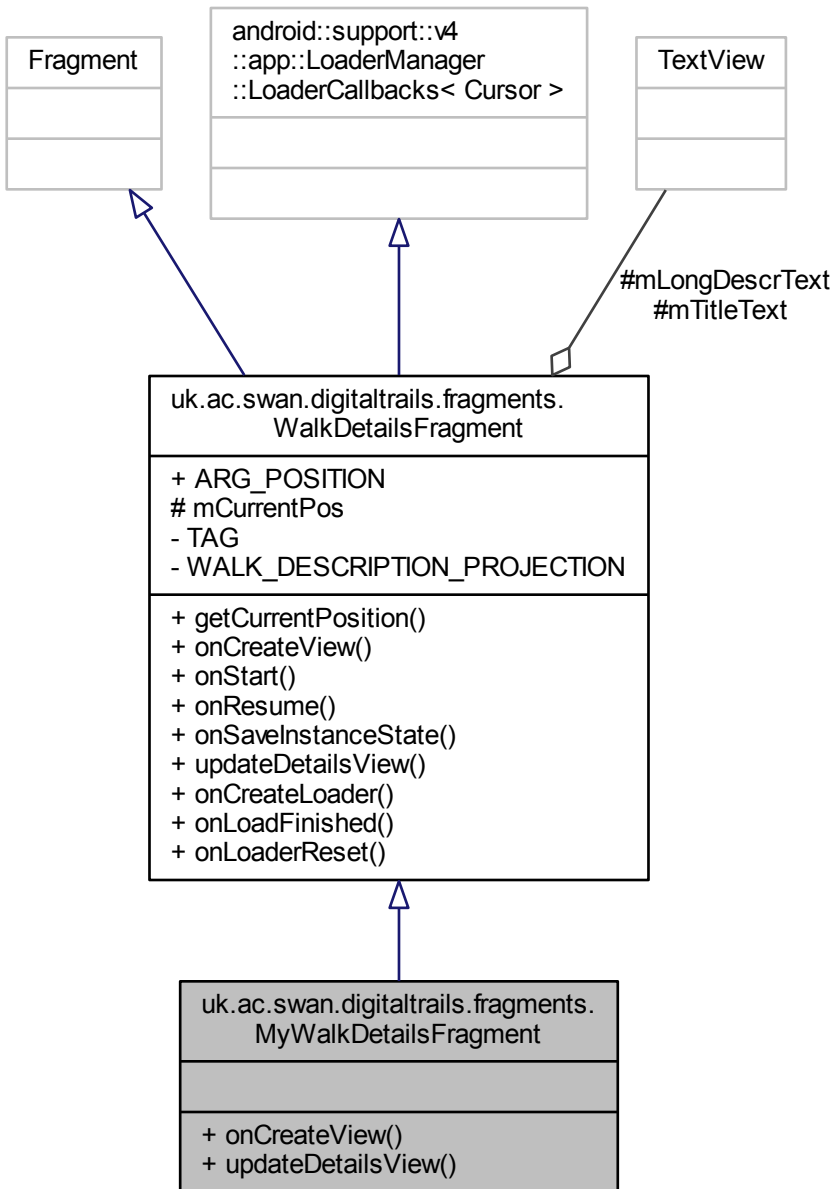 Fragment
android::support::v4
::app::LoaderManager
::LoaderCallbacks< Cursor >
TextView
#mLongDescrText
#mTitleText
uk.ac.swan.digitaltrails.fragments.
WalkDetailsFragment
+ ARG_POSITION
# mCurrentPos
- TAG
- WALK_DESCRIPTION_PROJECTION
+ getCurrentPosition()
+ onCreateView()
+ onStart()
+ onResume()
+ onSaveInstanceState()
+ updateDetailsView()
+ onCreateLoader()
+ onLoadFinished()
+ onLoaderReset()
uk.ac.swan.digitaltrails.fragments.
MyWalkDetailsFragment
+ onCreateView()
+ updateDetailsView()